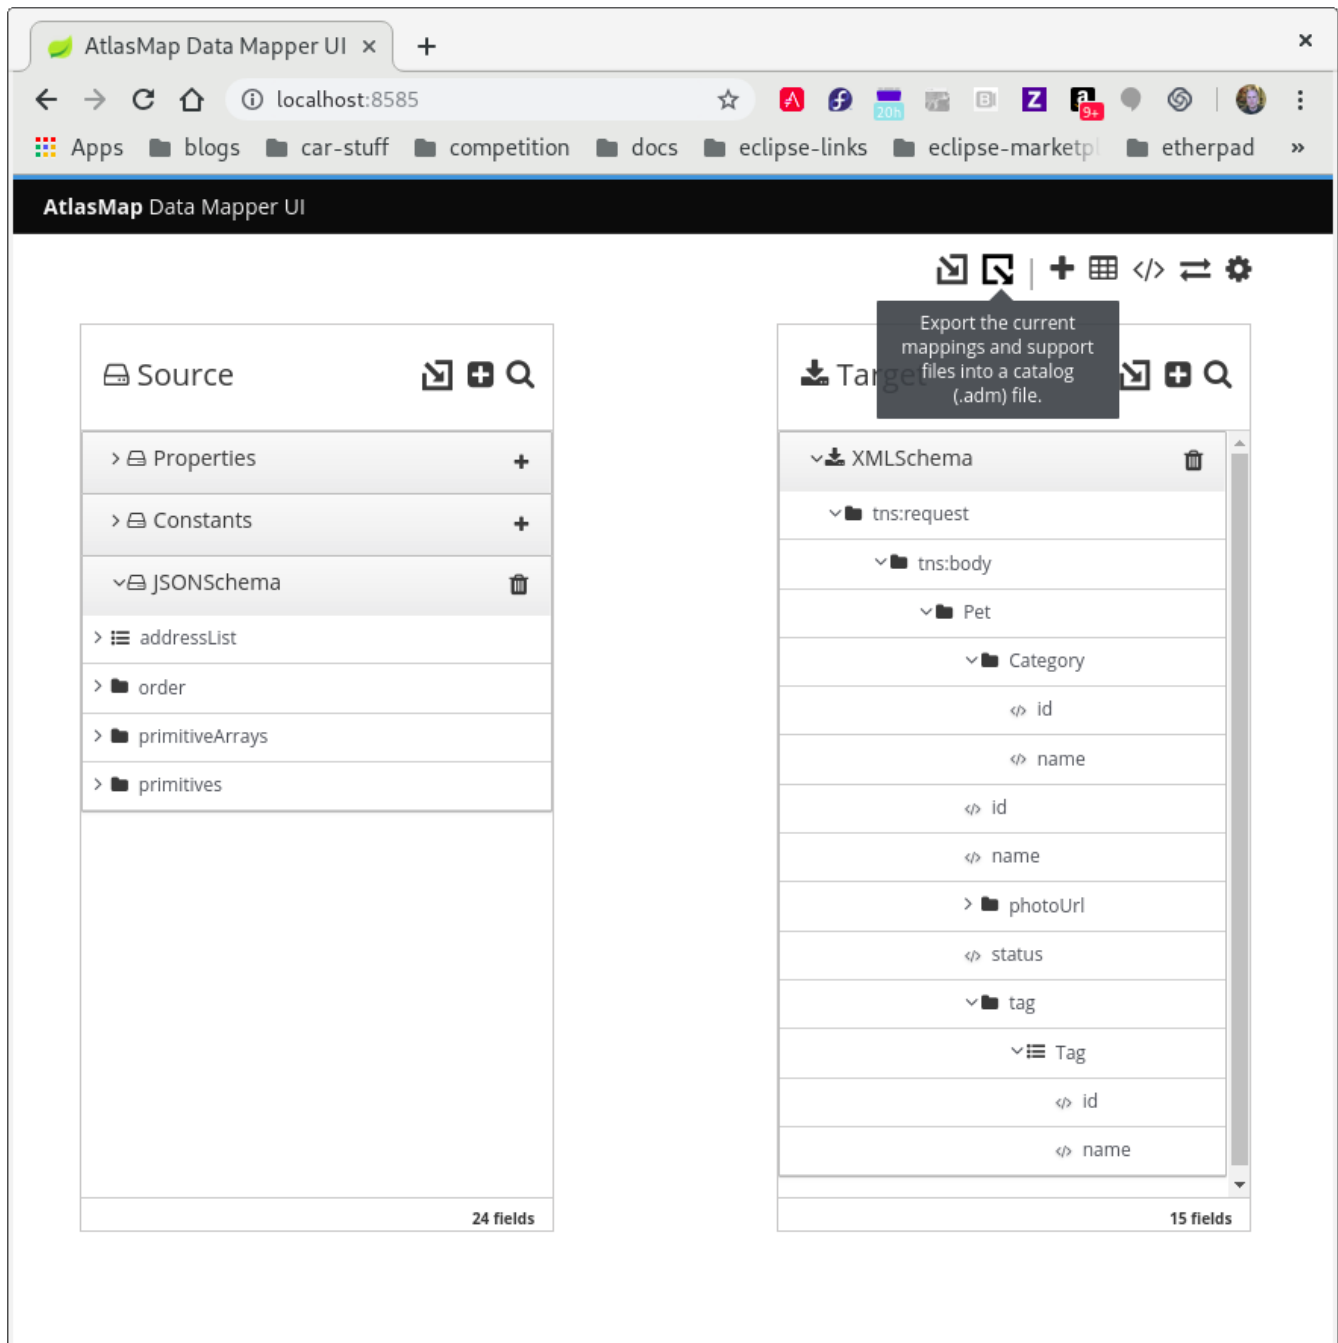 AtlasMap Data Mapper UI
localhost:8585
20h
B
Z
a
9+
Apps blogs car-stuff competition docs eclipse-links eclipse-marketpl etherpad »
AtlasMap Data Mapper UI
Export the current
mappings and support
files into a catalog
(.adm) file.
Source
Properties
Constants
JSONSchema
addressList
order
primitiveArrays
primitives
24 fields
Target
XMLSchema
tns:request
tns:body
Pet
Category
id
name
id
name
photoUrl
status
tag
Tag
id
name
15 fields